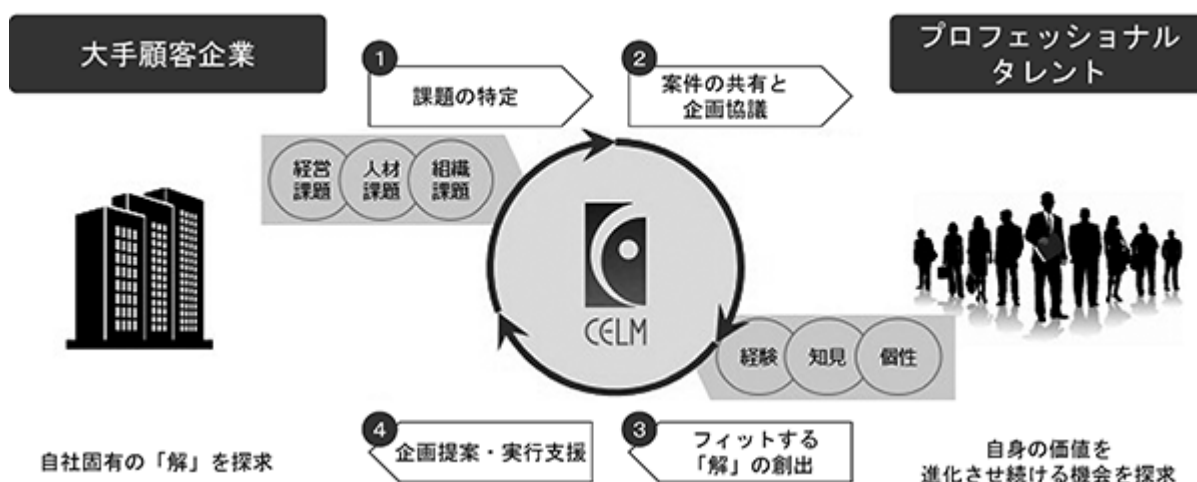 大手顧客企業
1
課題の特定
2
案件の共有と
企画協議
プロフェッショナル
タレント
経営
課題
人材
課題
組織
課題
CELM
経験
知見
個性
4
企画提案・実行支援
3
フィットする
「解」の創出
自社固有の「解」を探求
自身の価値を
進化させ続ける機会を探求